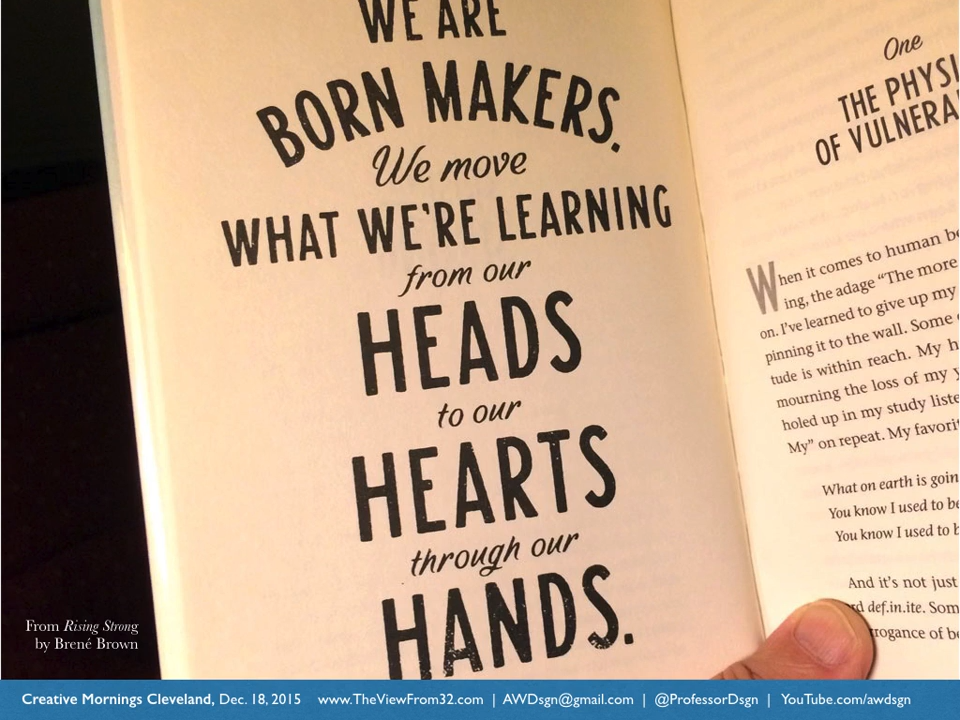 WE ARE
BORN MAKERS.
We move
WHAT WE'RE LEARNING
from our
HEADS
to our
HEARTS
through our
HANDS.
One
THE PHYSI
OF VULNERA
When it comes to human be
ing, the adage “The more
on. I've learned to give up my
pinning it to the wall. Some
tude is within reach. My h
mourning the loss of my y
holed up in my study liste
My” on repeat. My favorit
What on earth is goin
You know I used to be
You know I used to b
And it's not just
rd def.in.ite. Som
rrogance of be
From Rising Strong
by Brené Brown
Creative Mornings Cleveland, Dec. 18, 2015 www.TheViewFrom32.com | AWDsgn@gmail.com | @ProfessorDsgn | YouTube.com/awdsgn